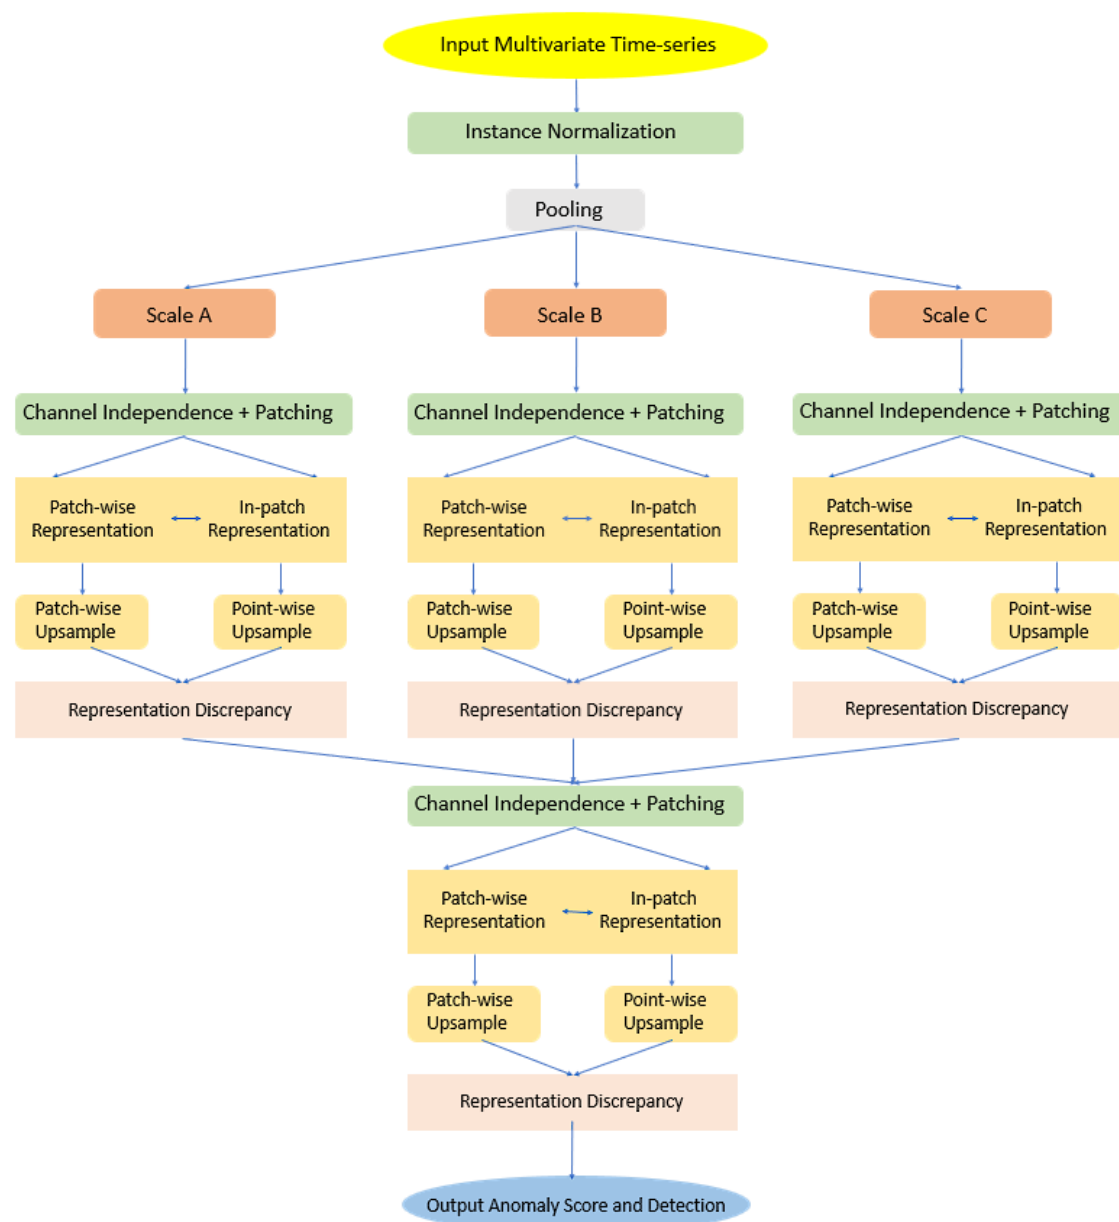 Input Multivariate Time-series
Instance Normalization
Pooling
Scale A
Scale B
Scale C
Channel Independence + Patching
Channel Independence + Patching
Channel Independence + Patching
Patch-wise
Representation
In-patch
Representation
Patch-wise
Representation
In-patch
Representation
Patch-wise
Representation
In-patch
Representation
Patch-wise
Upsample
Point-wise
Upsample
Patch-wise
Upsample
Point-wise
Upsample
Patch-wise
Upsample
Point-wise
Upsample
Representation Discrepancy
Representation Discrepancy
Representation Discrepancy
Channel Independence + Patching
Patch-wise
Representation
In-patch
Representation
Patch-wise
Upsample
Point-wise
Upsample
Representation Discrepancy
Output Anomaly Score and Detection